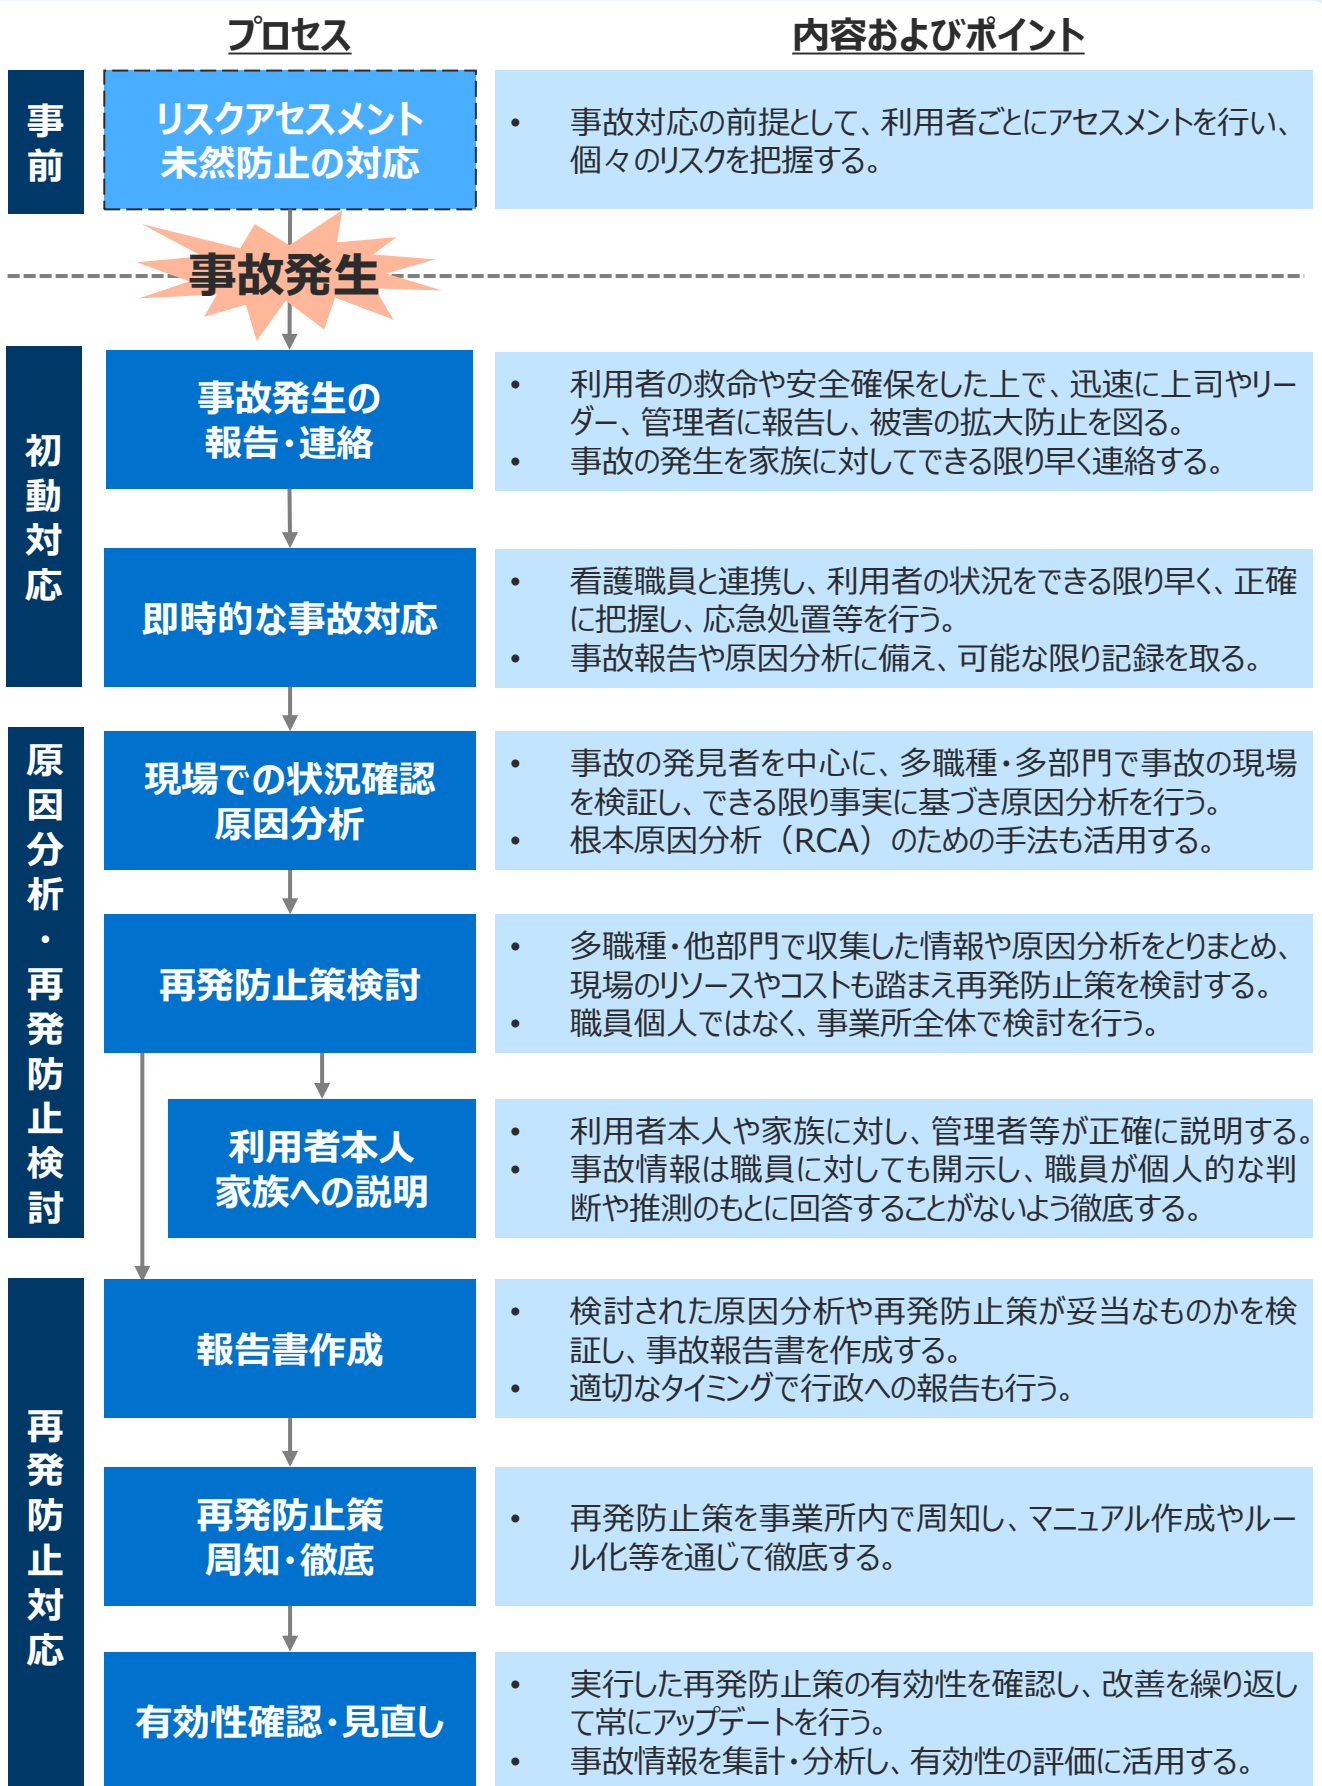 プロセス
内容およびポイント
事前
リスクアセスメント
未然防止の対応
• 事故対応の前提として、利用者ごとにアセスメントを行い、
個々のリスクを把握する。
事故発生
初動対応
事故発生の
報告・連絡
• 利用者の救命や安全確保をした上で、迅速に上司やリー
ダー、管理者に報告し、被害の拡大防止を図る。
• 事故の発生を家族に対してできる限り早く連絡する。
即時的な事故対応
• 看護職員と連携し、利用者の状況をできる限り早く、正確
に把握し、応急処置等を行う。
• 事故報告や原因分析に備え、可能な限り記録を取る。
原因分析・再発防止検討
現場での状況確認
原因分析
• 事故の発見者を中心に、多職種・多部門で事故の現場
を検証し、できる限り事実に基づき原因分析を行う。
• 根本原因分析（RCA）のための手法も活用する。
再発防止策検討
• 多職種・他部門で収集した情報や原因分析をとりまとめ、
現場のリソースやコストも踏まえ再発防止策を検討する。
• 職員個人ではなく、事業所全体で検討を行う。
利用者本人
家族への説明
• 利用者本人や家族に対し、管理者等が正確に説明する。
• 事故情報は職員に対しても開示し、職員が個人的な判
断や推測のもとに回答することがないよう徹底する。
再発防止対応
報告書作成
• 検討された原因分析や再発防止策が妥当なものかを検
証し、事故報告書を作成する。
• 適切なタイミングで行政への報告も行う。
再発防止策
周知・徹底
• 再発防止策を事業所内で周知し、マニュアル作成やルー
ル化等を通じて徹底する。
有効性確認・見直し
• 実行した再発防止策の有効性を確認し、改善を繰り返し
て常にアップデートを行う。
• 事故情報を集計・分析し、有効性の評価に活用する。